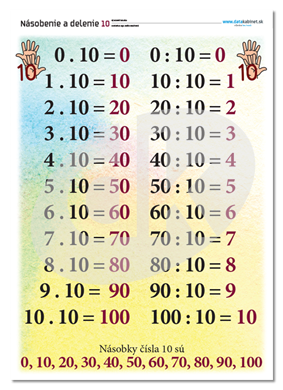 Násobenie a delenie 10
www.datakabinet.sk
10 10
0 . 10 = 0 0 : 10 = 0
1 . 10 = 10 10 : 10 = 1
2 . 10 = 20 20 : 10 = 2
3 . 10 = 30 30 : 10 = 3
4 . 10 = 40 40 : 10 = 4
5 . 10 = 50 50 : 10 = 5
6 . 10 = 60 60 : 10 = 6
7 . 10 = 70 70 : 10 = 7
8 . 10 = 80 80 : 10 = 8
9 . 10 = 90 90 : 10 = 9
10 . 10 = 100 100 : 10 = 10
Násobky čísla 10 sú
0, 10, 20, 30, 40, 50, 60, 70, 80, 90, 100